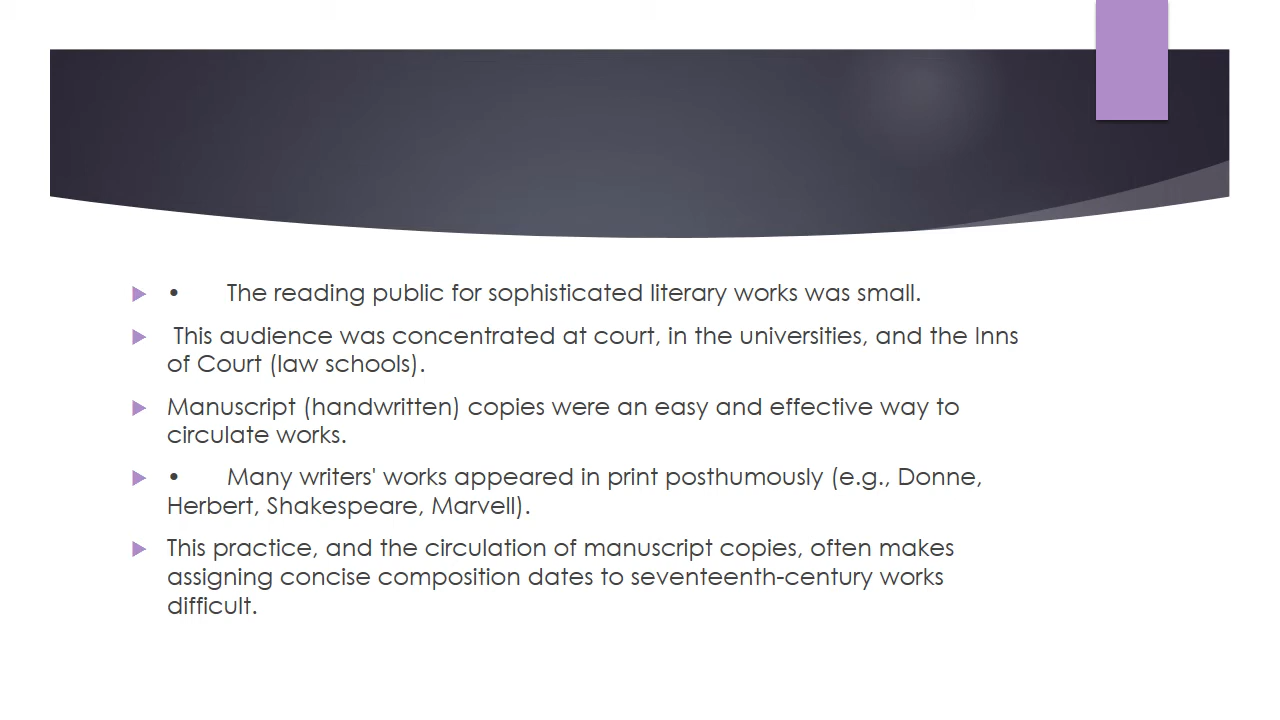 • The reading public for sophisticated literary works was small.
This audience was concentrated at court, in the universities, and the Inns
of Court (law schools).
Manuscript (handwritten) copies were an easy and effective way to
circulate works.
• Many writers' works appeared in print posthumously (e.g., Donne,
Herbert, Shakespeare, Marvell).
This practice, and the circulation of manuscript copies, often makes
assigning concise composition dates to seventeenth-century works
difficult.